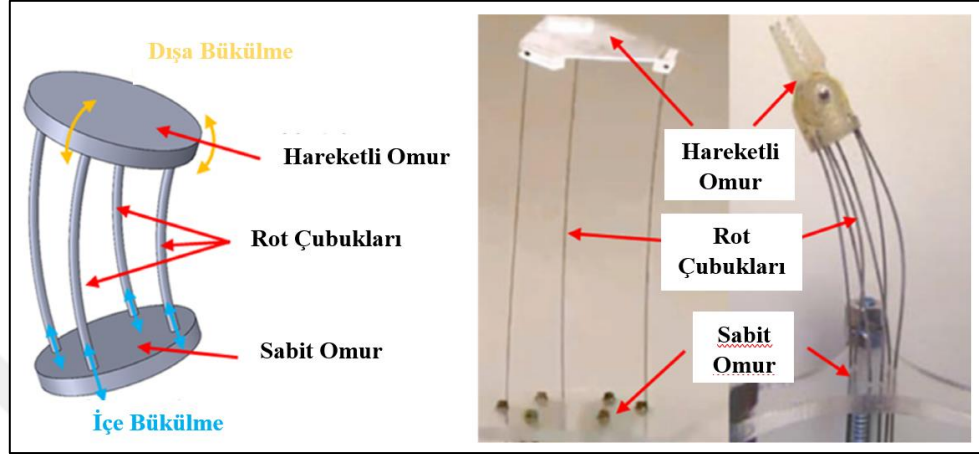 Dışa Bükülme
Hareketli Omur
Rot Çubukları
Sabit Omur
İçe Bükülme
Hareketli
Omur
Rot
Çubukları
Sabit
Omur